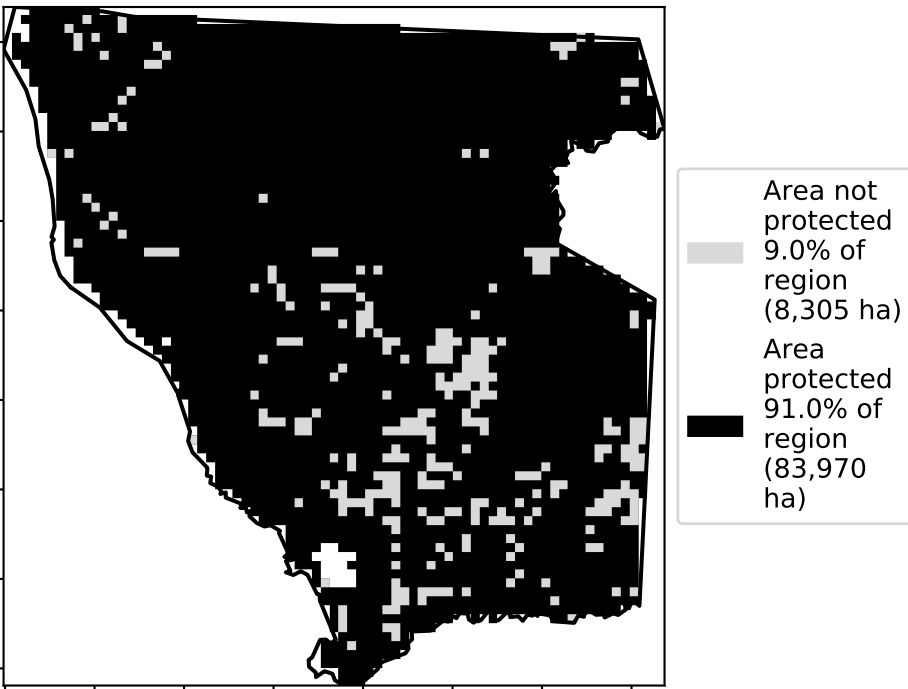 Area not
protected
9.0% of
region
(8,305 ha)
Area
protected
91.0% of
region
(83,970
ha)